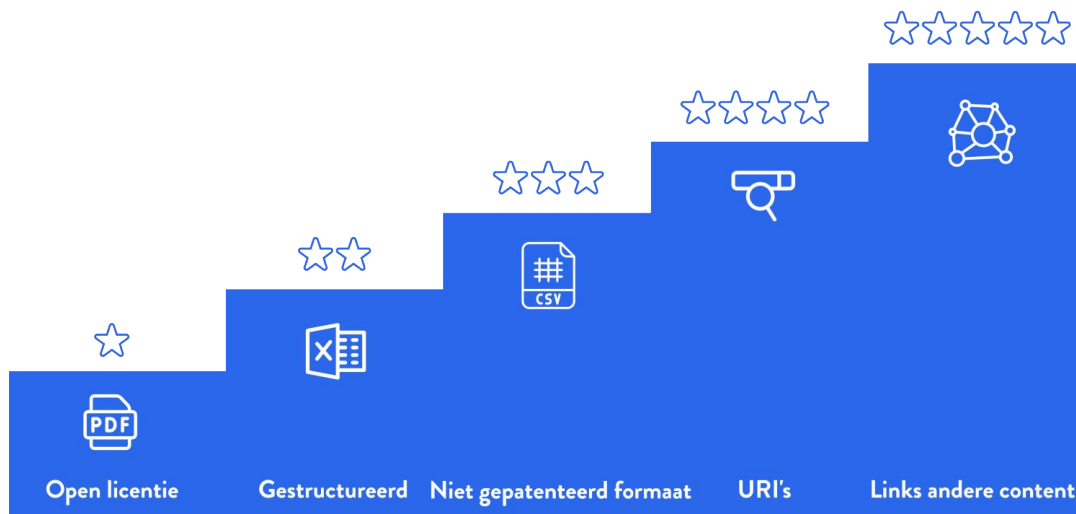 PDF
X
CSV
Open licentie
Gestructureerd
Niet gepatenteerd formaat
URI's
Links andere content